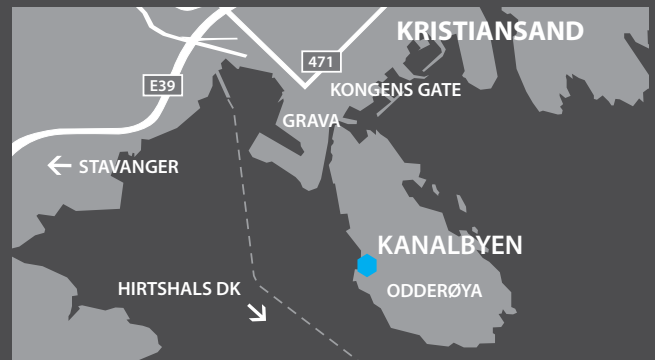 KRISTIANSAND
471
E39
KONGENS GATE
GRAVA
STAVANGER
KANALBYEN
HIRTSHALS DK
ODDERØYA